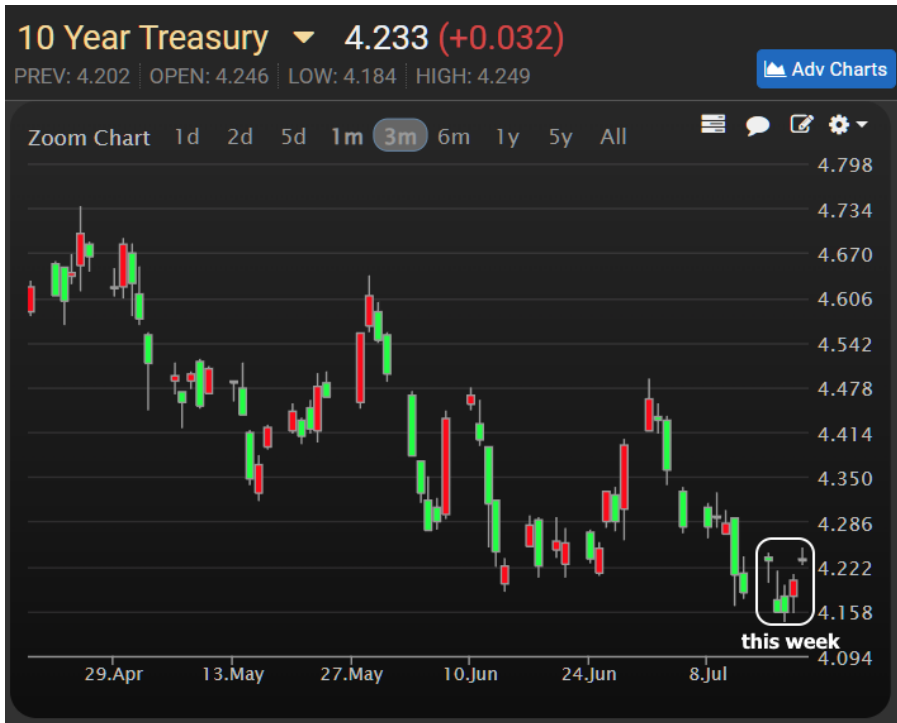 10 Year Treasury 4.233 (+0.032)
PREV: 4.202 OPEN: 4.246 LOW: 4.184 HIGH: 4.249
Adv Charts
Zoom Chart 1d 2d 5d 1m 3m 6m 1y 5y All
4.798
4.734
4.670
4.606
4.542
4.478
4.414
4.350
4.286
4.222
4.158
this week
4.094
29.Apr 13.May 27.May 10.Jun 24.Jun 8.Jul